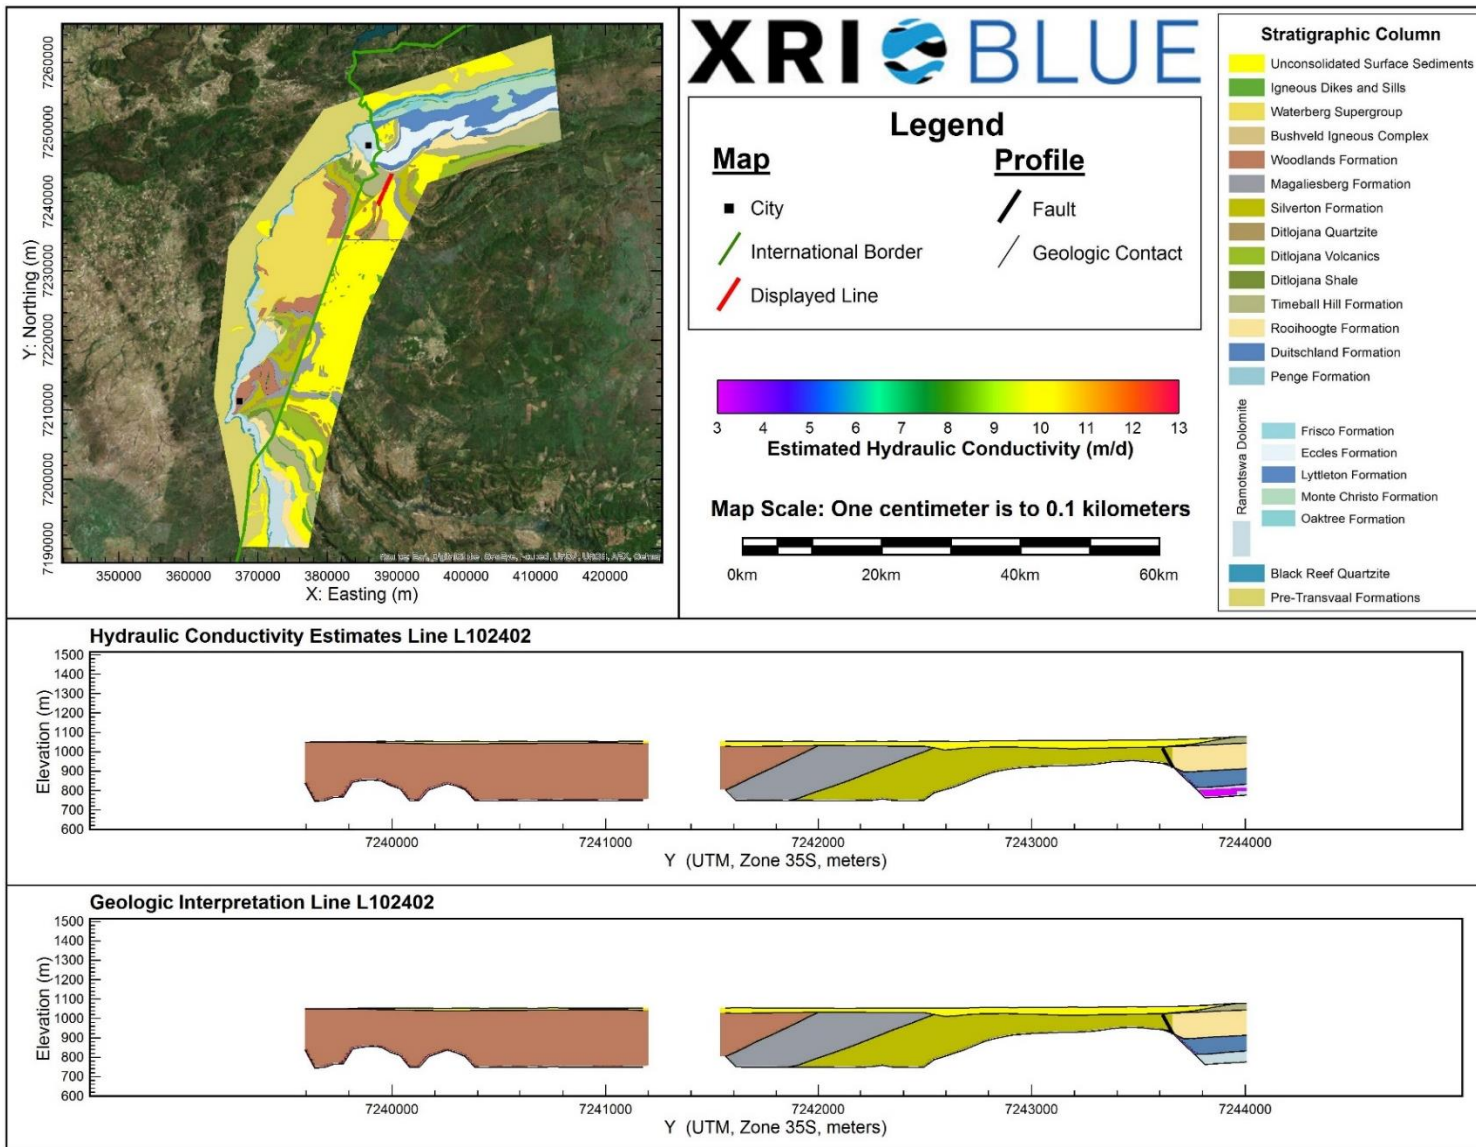 7260000
7250000
7240000
7230000
7220000
7210000
7200000
7190000
Y: Northing (m)
350000 360000 370000 380000 390000 400000 410000 420000
X: Easting (m)
XRI BLUE
Legend
Map
City
International Border
Displayed Line
Profile
Fault
Geologic Contact
3 4 5 6 7 8 9 10 11 12 13
Estimated Hydraulic Conductivity (m/d)
Map Scale: One centimeter is to 0.1 kilometers
0km 20km 40km 60km
Stratigraphic Column
Unconsolidated Surface Sediments
Igneous Dikes and Sills
Waterberg Supergroup
Bushveld Igneous Complex
Woodlands Formation
Magaliesberg Formation
Silverton Formation
Ditlojana Quartzite
Ditlojana Volcanics
Ditlojana Shale
Timeball Hill Formation
Rooihoogte Formation
Duitschland Formation
Penge Formation
Ramotswa Dolomite
Frisco Formation
Eccles Formation
Lyttleton Formation
Monte Christo Formation
Oaktree Formation
Black Reef Quartzite
Pre-Transvaal Formations
Hydraulic Conductivity Estimates Line L102402
1500
1400
1300
1200
1100
1000
900
800
700
600
Elevation (m)
7240000 7241000 7242000 7243000 7244000
Y (UTM, Zone 35S, meters)
Geologic Interpretation Line L102402
1500
1400
1300
1200
1100
1000
900
800
700
600
Elevation (m)
7240000 7241000 7242000 7243000 7244000
Y (UTM, Zone 35S, meters)